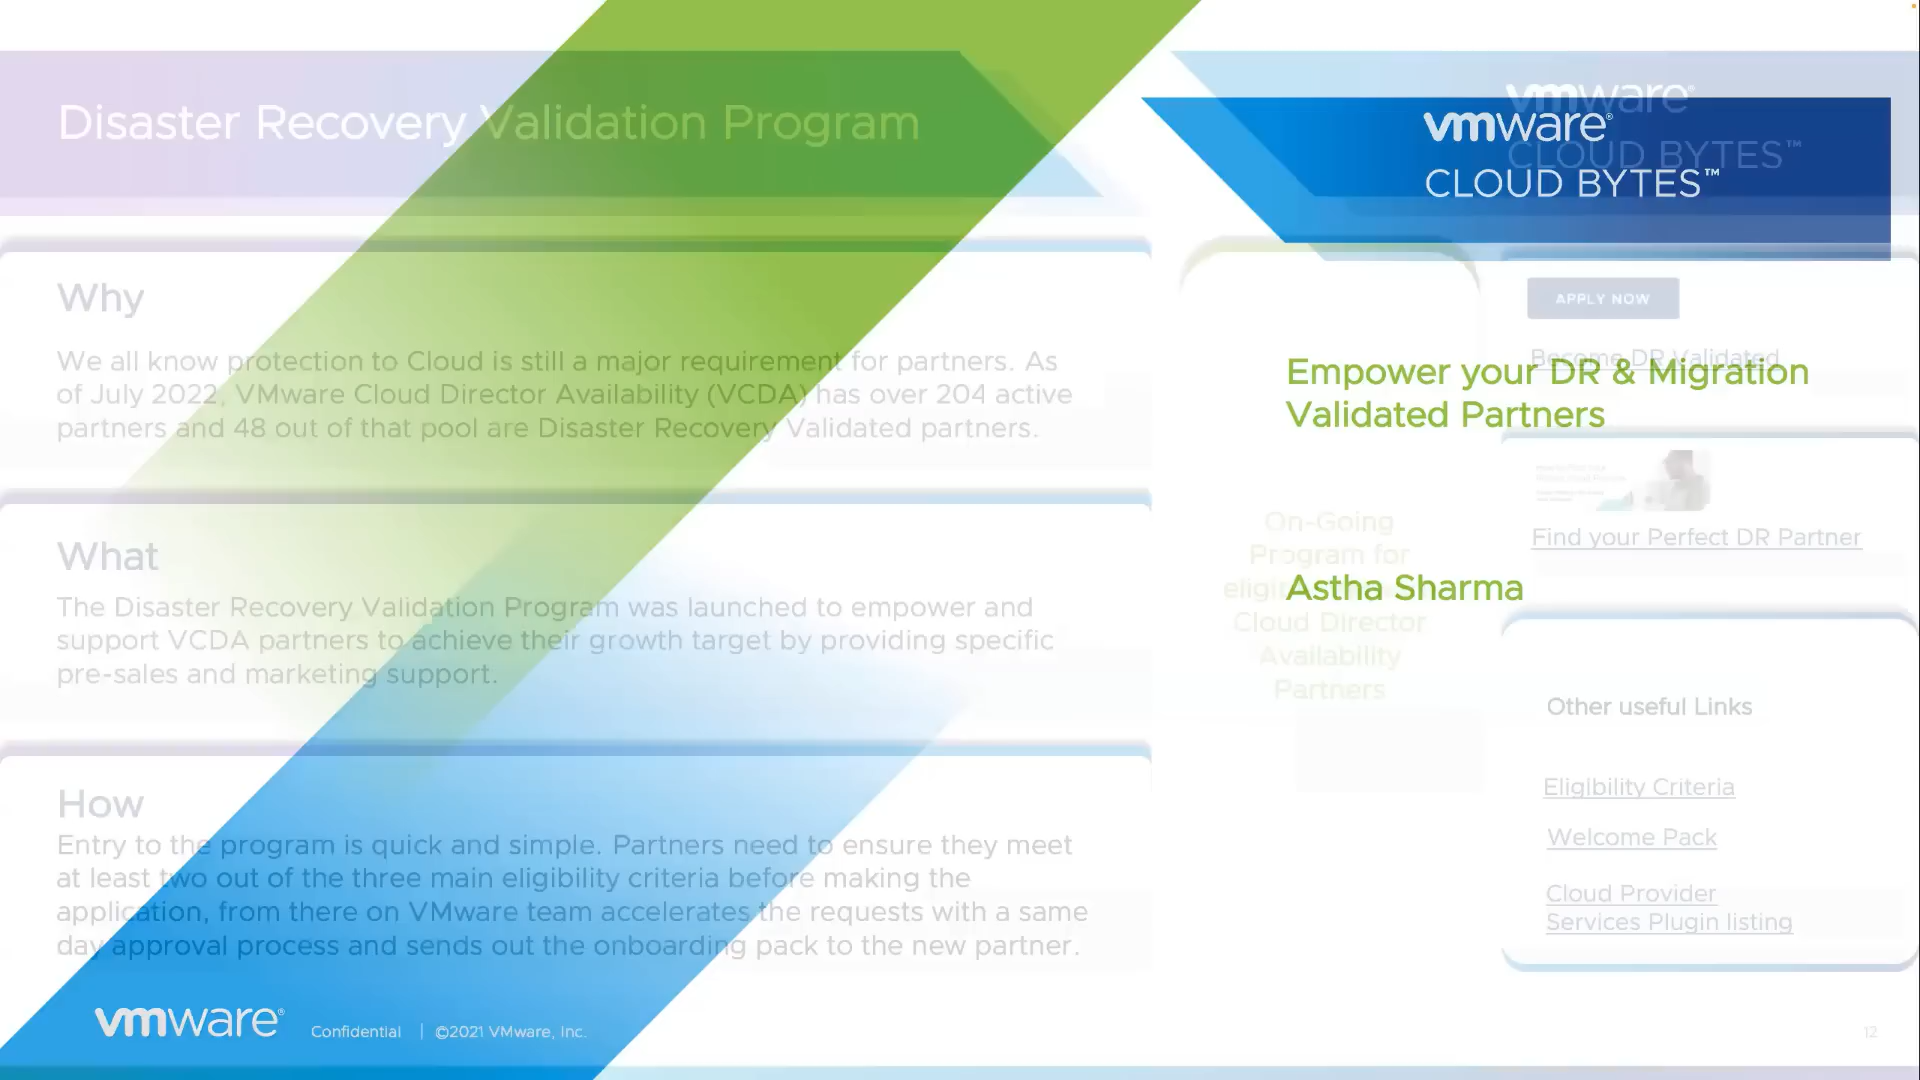 Disaster Recovery Validation Program
vmware®
CLOUD BYTES™
vmware®
CLOUD BYTES™
Why
We all know protection to Cloud is still a major requirement for partners. As
of July 2022, VMware Cloud Director Availability (VCDA) has over 204 active
partners and 48 out of that pool are Disaster Recovery Validated partners.
What
The Disaster Recovery Validation Program was launched to empower and
support VCDA partners to achieve their growth target by providing specific
pre-sales and marketing support.
How
Entry to the program is quick and simple. Partners need to ensure they meet
at least two out of the three main eligibility criteria before making the
application, from there on VMware team accelerates the requests with a same
day approval process and sends out the onboarding pack to the new partner.
Empower your DR & Migration
Validated Partners
Astha Sharma
On-Going
Program for
Cloud Director
Availability
Partners
APPLY NOW
Become DR Validated
Find your Perfect DR Partner
Other useful Links
Eligibility Criteria
Welcome Pack
Cloud Provider
Services Plugin listing
vmware®
Confidential | ©2021 VMware, Inc.
12